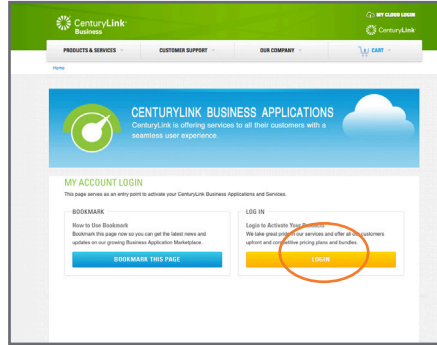 MY CLOUD LOGIN
CenturyLink
Business
CenturyLink
PRODUCTS & SERVICES
CUSTOMER SUPPORT
OUR COMPANY
CART
Home
CENTURYLINK BUSINESS APPLICATIONS
CenturyLink is offering services to all their customers with a
seamless user experience.
MY ACCOUNT LOGIN
This page serves as an entry point to activate your CenturyLink Business Applications and Services.
BOOKMARK
How to Use Bookmark
Bookmark this page now so you can get the latest news and
updates on our growing Business Application Marketplace.
BOOKMARK THIS PAGE
LOG IN
Login to Activate Your Products
We take great pride in our services and offer all our customers
upfront and competitive pricing plans and bundles.
LOGIN